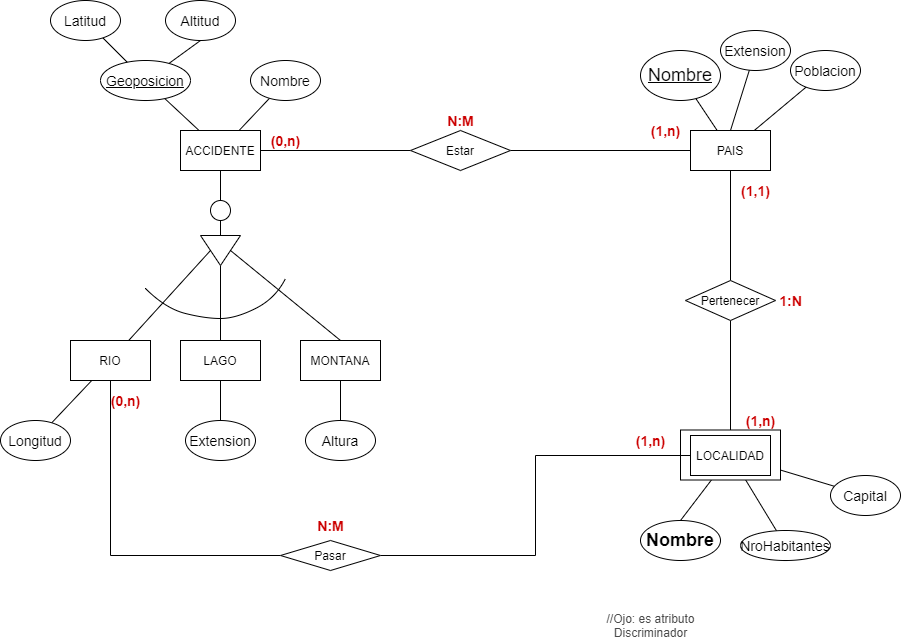 Latitud
Altitud
Geoposicion
Nombre
Nombre
Extension
Poblacion
N:M
(0,n)
(1,n)
ACCIDENTE
Estar
PAIS
(1,1)
Pertenecer
1:N
RIO
LAGO
MONTANA
(0,n)
(1,n)
(1,n)
Longitud
Extension
Altura
LOCALIDAD
Capital
N:M
Pasar
Nombre
NroHabitantes
//Ojo: es atributo
Discriminador